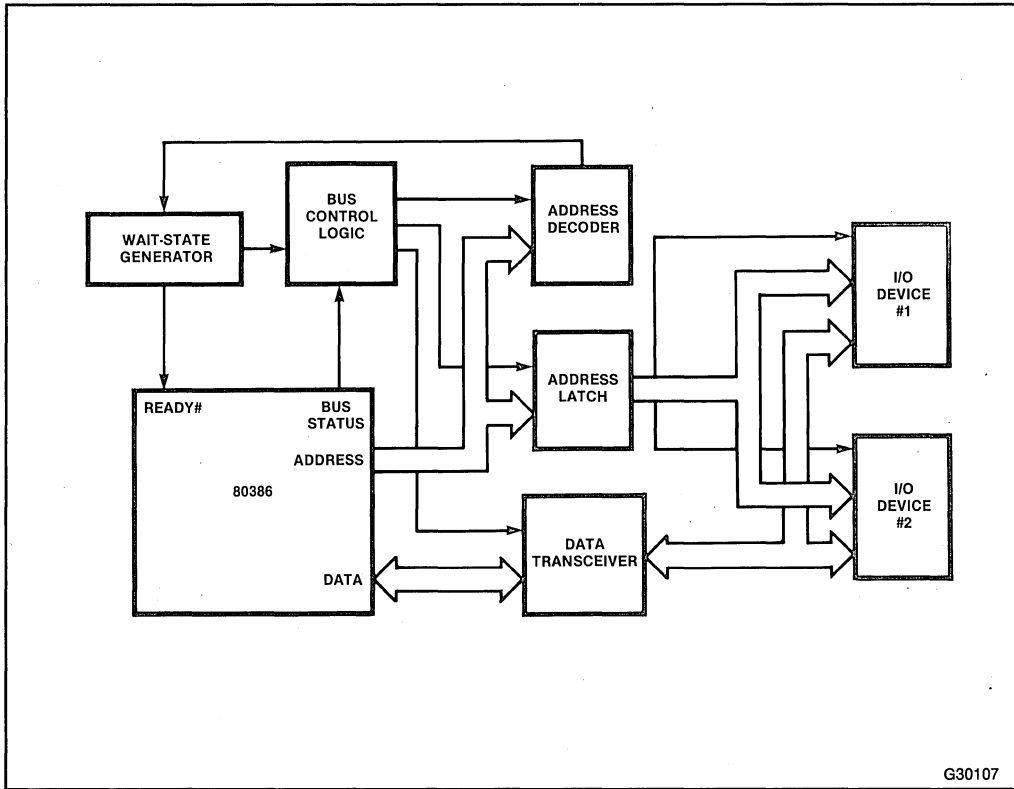 BUS
CONTROL
LOGIC
ADDRESS
DECODER
WAIT-STATE
GENERATOR
I/O
DEVICE
#1
ADDRESS
LATCH
READY#
BUS
STATUS
ADDRESS
80386
I/O
DEVICE
#2
DATA
TRANSCEIVER
DATA
G30107